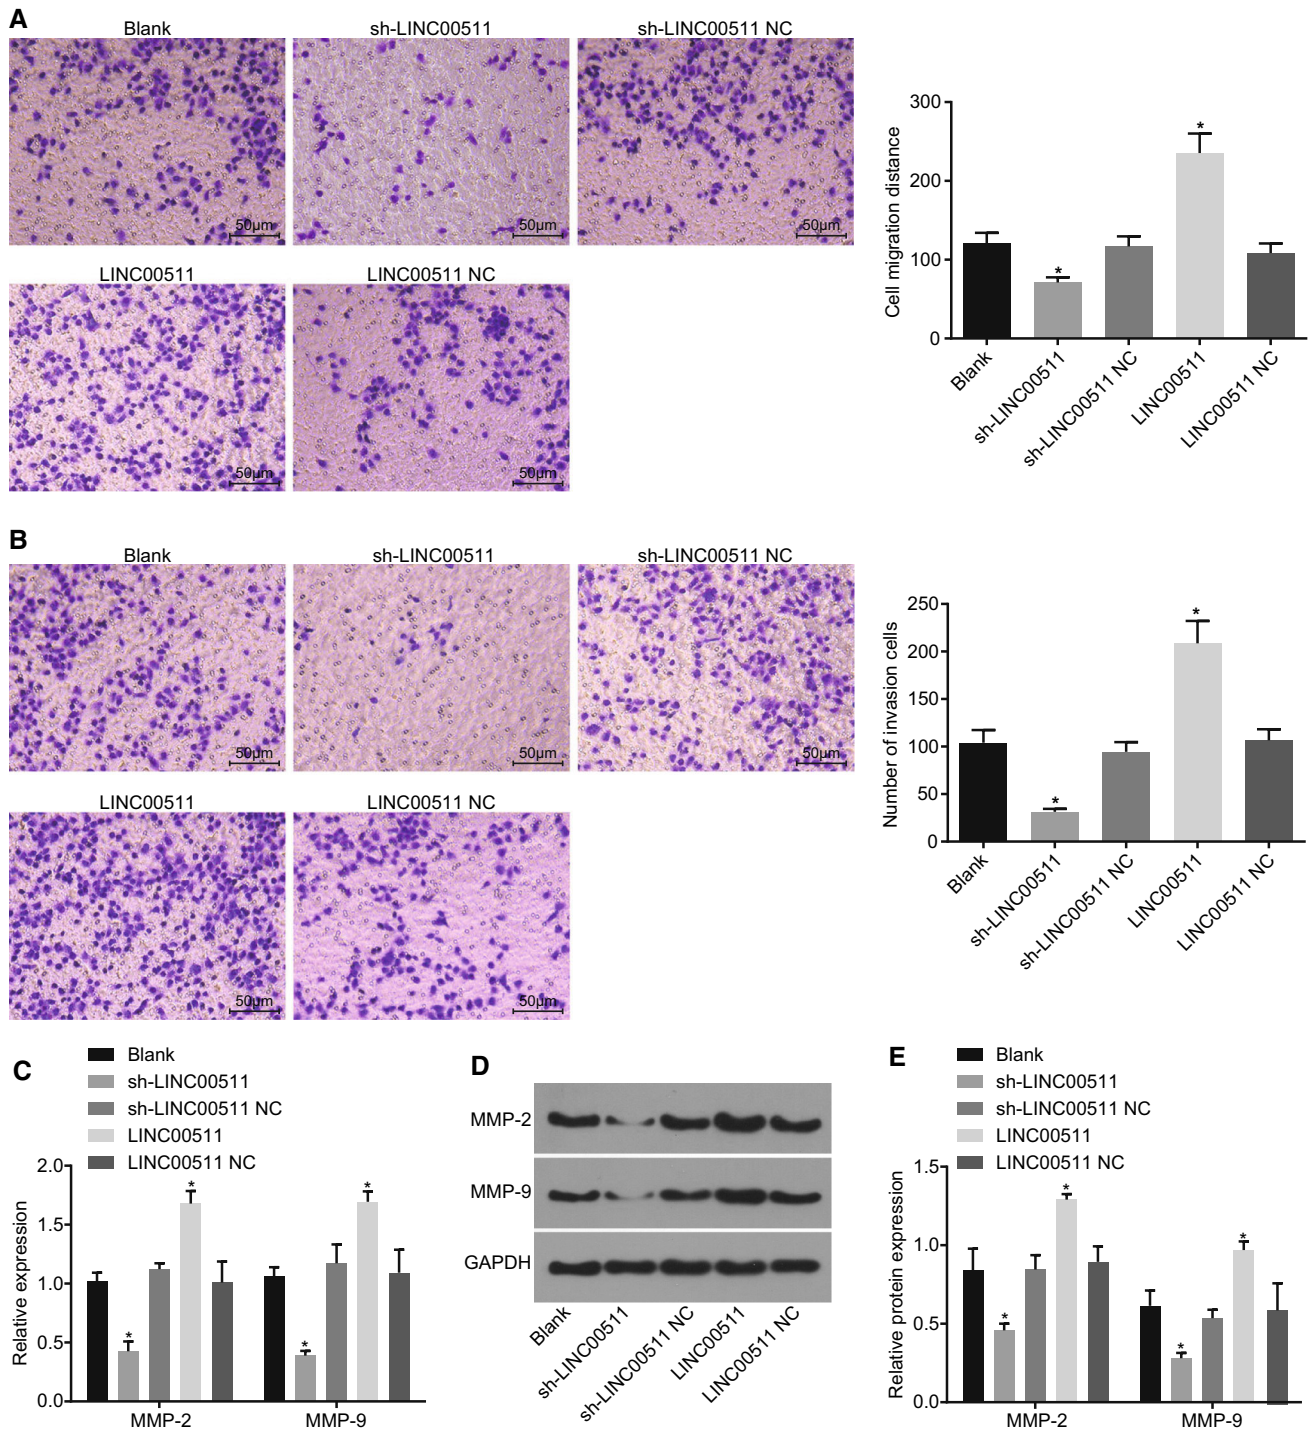 A
Blank
sh-LINC00511
sh-LINC00511 NC
50μm
50μm
50μm
LINC00511
LINC00511 NC
50μm
50μm
Cell migration distance
300
200
100
0
*
*
Blank
sh-LINC00511
sh-LINC00511 NC
LINC00511
LINC00511 NC
B
Blank
sh-LINC00511
sh-LINC00511 NC
50μm
50μm
50μm
LINC00511
LINC00511 NC
50μm
50μm
Number of invasion cells
250
200
150
100
50
0
*
*
Blank
sh-LINC00511
sh-LINC00511 NC
LINC00511
LINC00511 NC
C
Blank
sh-LINC00511
sh-LINC00511 NC
LINC00511
LINC00511 NC
Relative expression
2.0
1.5
1.0
0.5
0.0
*
*
*
*
MMP-2
MMP-9
D
MMP-2
MMP-9
GAPDH
Blank
sh-LINC00511
sh-LINC00511 NC
LINC00511
LINC00511 NC
E
Blank
sh-LINC00511
sh-LINC00511 NC
LINC00511
LINC00511 NC
Relative protein expression
1.5
1.0
0.5
0.0
*
*
*
*
MMP-2
MMP-9